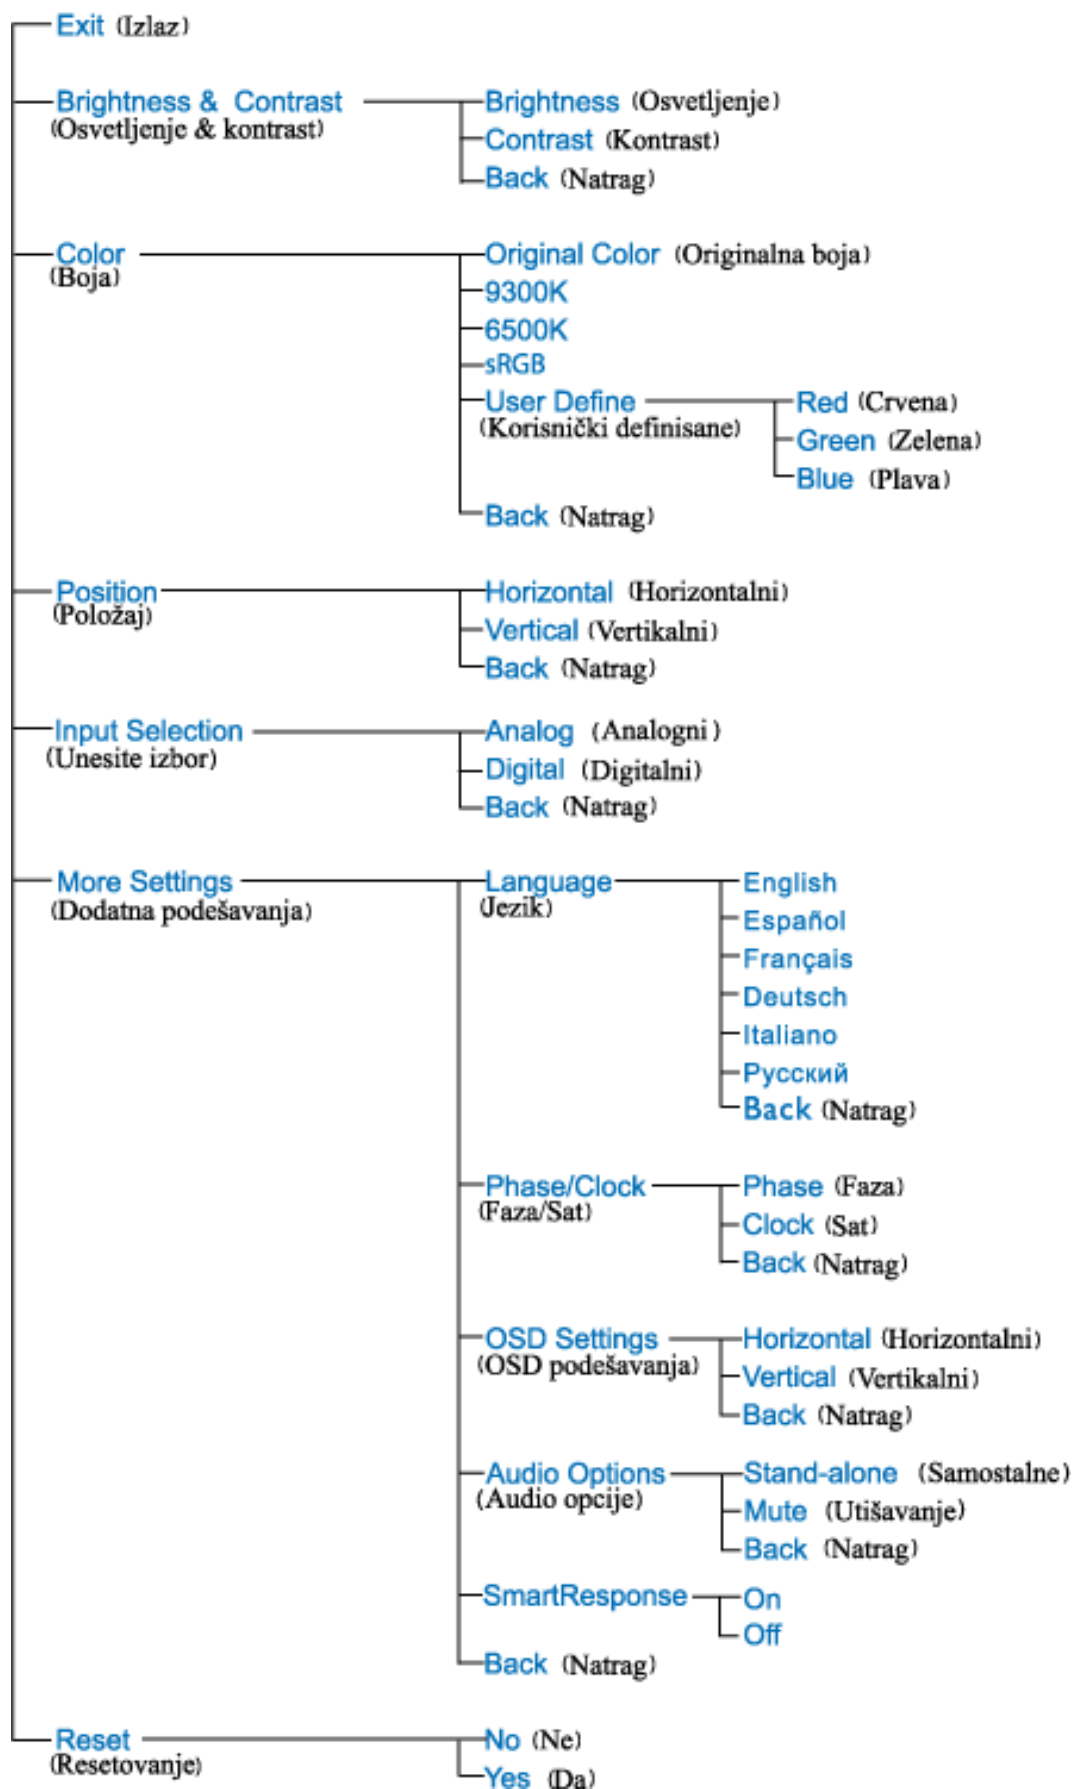 Exit (Izlaz)
Brightness & Contrast
(Osvetljenje & kontrast)
Brightness (Osvetljenje)
Contrast (Kontrast)
Back (Natrag)
Color
(Boja)
Original Color (Originalna boja)
9300K
6500K
sRGB
User Define
(Korisnički definisane)
Red (Crvena)
Green (Zelena)
Blue (Plava)
Back (Natrag)
Position
(Položaj)
Horizontal (Horizontalni)
Vertical (Vertikalni)
Back (Natrag)
Input Selection
(Unesite izbor)
Analog (Analogni)
Digital (Digitalni)
Back (Natrag)
More Settings
(Dodatna podešavanja)
Language
(Jezik)
English
Español
Français
Deutsch
Italiano
Русский
Back (Natrag)
Phase/Clock
(Faza/Sat)
Phase (Faza)
Clock (Sat)
Back (Natrag)
OSD Settings
(OSD podešavanja)
Horizontal (Horizontalni)
Vertical (Vertikalni)
Back (Natrag)
Audio Options
(Audio opcije)
Stand-alone (Samostalne)
Mute (Utišavanje)
Back (Natrag)
SmartResponse
On
Off
Back (Natrag)
Reset
(Resetovanje)
No (Ne)
Yes (Da)